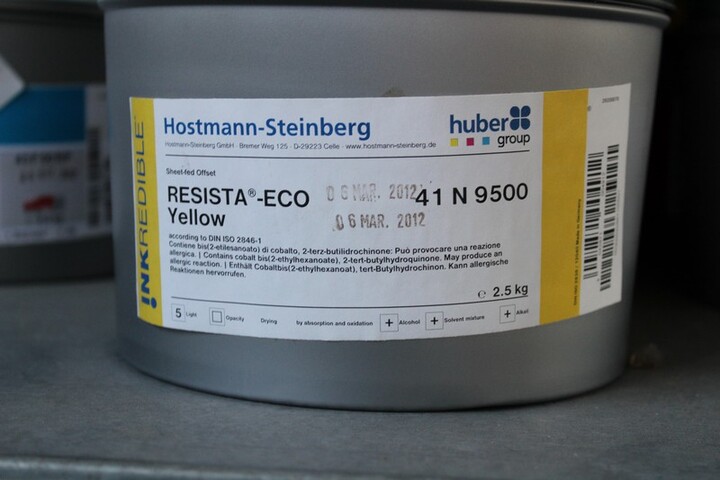 Hostmann-Steinberg
Hostmann-Steinberg GmbH · Bremer Weg 125 · D-29223 Celle · www.hostmann-steinberg.de
huber
group
!NKREDIBLE®
Sheet-fed Offset
RESISTA®-ECO
Yellow
06 MAR. 2012
06 MAR. 2012
41 N 9500
according to DIN ISO 2846-1
Contiene bis(2-etilesanoato) di cobalto, 2-terz-butilidrochinone: Può provocare una reazione
allergica. | Contains cobalt bis(2-ethylhexanoate), 2-tert-butylhydroquinone. May produce an
allergic reaction. | Enthält Cobaltbis(2-ethylhexanoat), tert-Butylhydrochinon. Kann allergische
Reaktionen hervorrufen.
e 2.5 kg
5 Light Opacity Drying by absorption and oxidation + Alcohol + Solvent mixture + Alkali